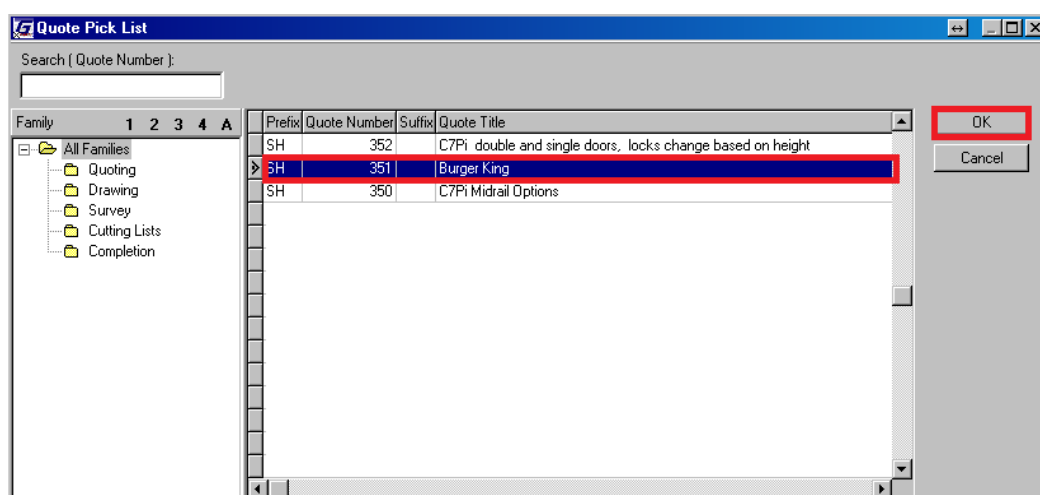 Quote Pick List
Search ( Quote Number ):
Family 1 2 3 4 A
All Families
Quoting
Drawing
Survey
Cutting Lists
Completion
Prefix Quote Number Suffix Quote Title
SH 352 C7Pi double and single doors, locks change based on height
SH 351 Burger King
SH 350 C7Pi Midrail Options
OK
Cancel